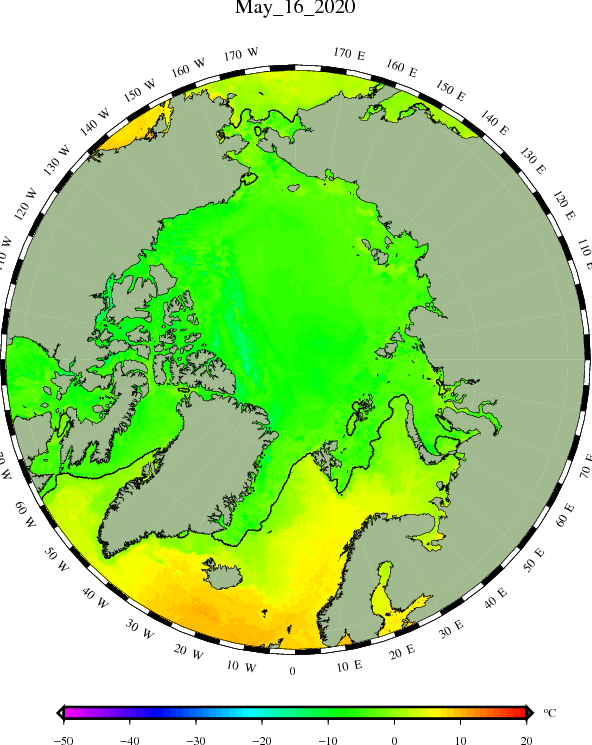 May_16_2020
170 W
170 E
160 W
160 E
150 W
150 E
140 W
140 E
130 W
130 E
120 W
120 E
110 E
70 E
60 W
60 E
50 W
50 E
40 W
40 E
30 W
30 E
20 W
20 E
10 W
10 E
0
°C
−50 −40 −30 −20 −10 0 10 20